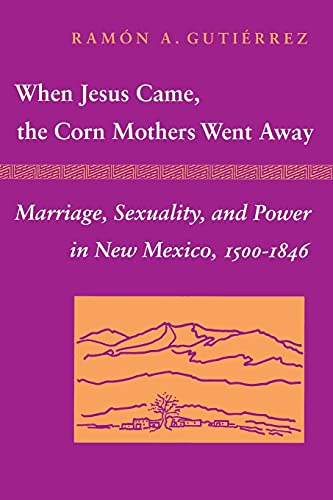 RAMÓN A. GUTIÉRREZ
When Jesus Came,
the Corn Mothers Went Away
Marriage, Sexuality, and Power
in New Mexico, 1500-1846